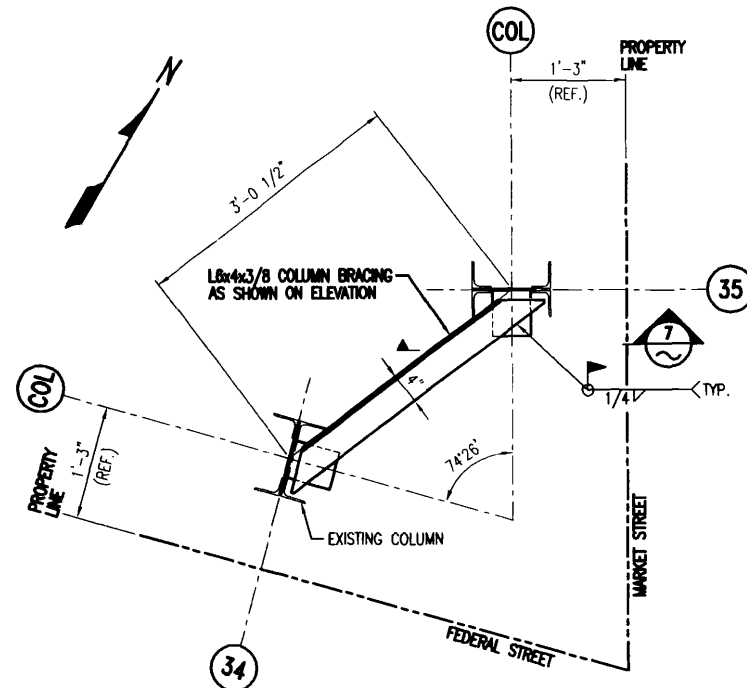 COL
PROPERTY
LINE
1'-3"
(REF.)
N
3'-0 1/2"
L6x4x3/8 COLUMN BRACING
AS SHOWN ON ELEVATION
35
7
1/4
TYP.
4"
COL
1'-3"
(REF.)
PROPERTY
LINE
74°26'
EXISTING COLUMN
MARKET STREET
FEDERAL STREET
34